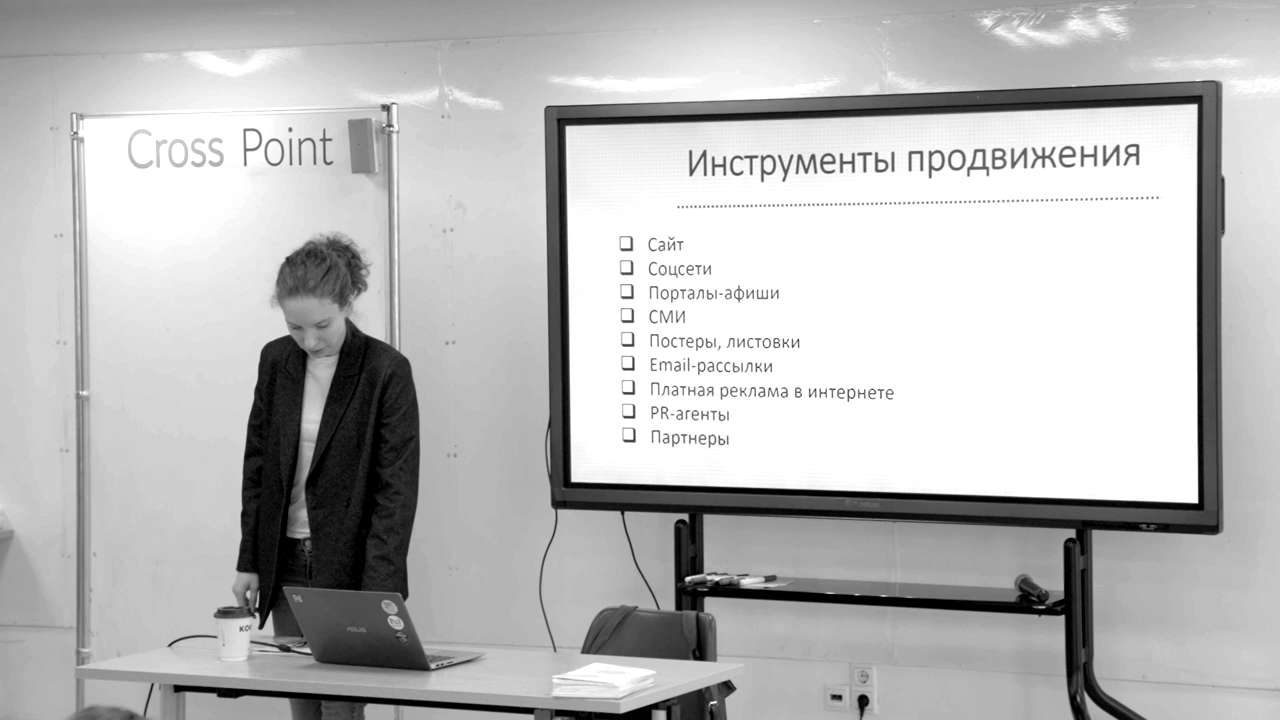 Cross Point
Инструменты продвижения
Сайт
Соцсети
Порталы-афиши
СМИ
Постеры, листовки
Email-рассылки
Платная реклама в интернете
PR-агенты
Партнеры
ASUS